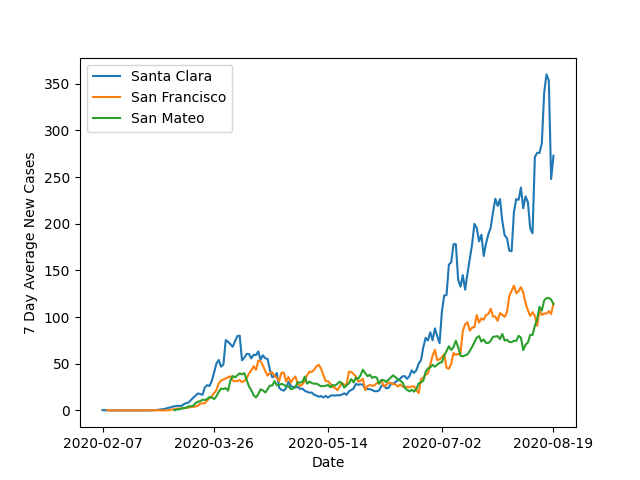 Santa Clara
San Francisco
San Mateo
7 Day Average New Cases
350
300
250
200
150
100
50
0
2020-02-07 2020-03-26 2020-05-14 2020-07-02 2020-08-19
Date